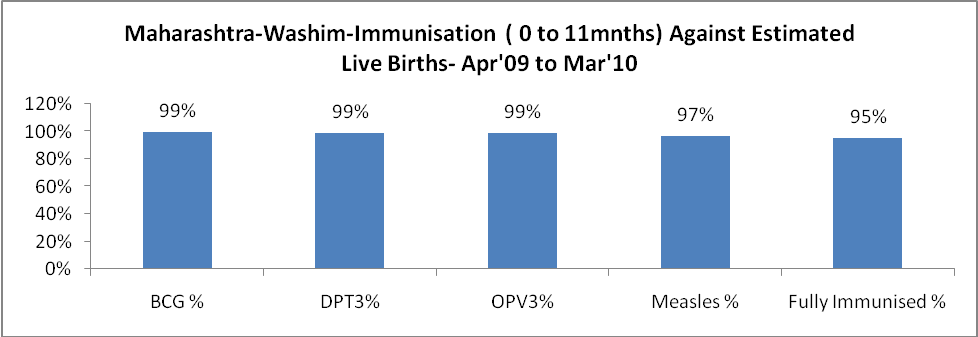 Maharashtra-Washim-Immunisation ( 0 to 11mnths) Against Estimated
Live Births- Apr'09 to Mar'10
120%
100%
80%
60%
40%
20%
0%
99%
99%
99%
97%
95%
BCG %
DPT3%
OPV3%
Measles %
Fully Immunised %